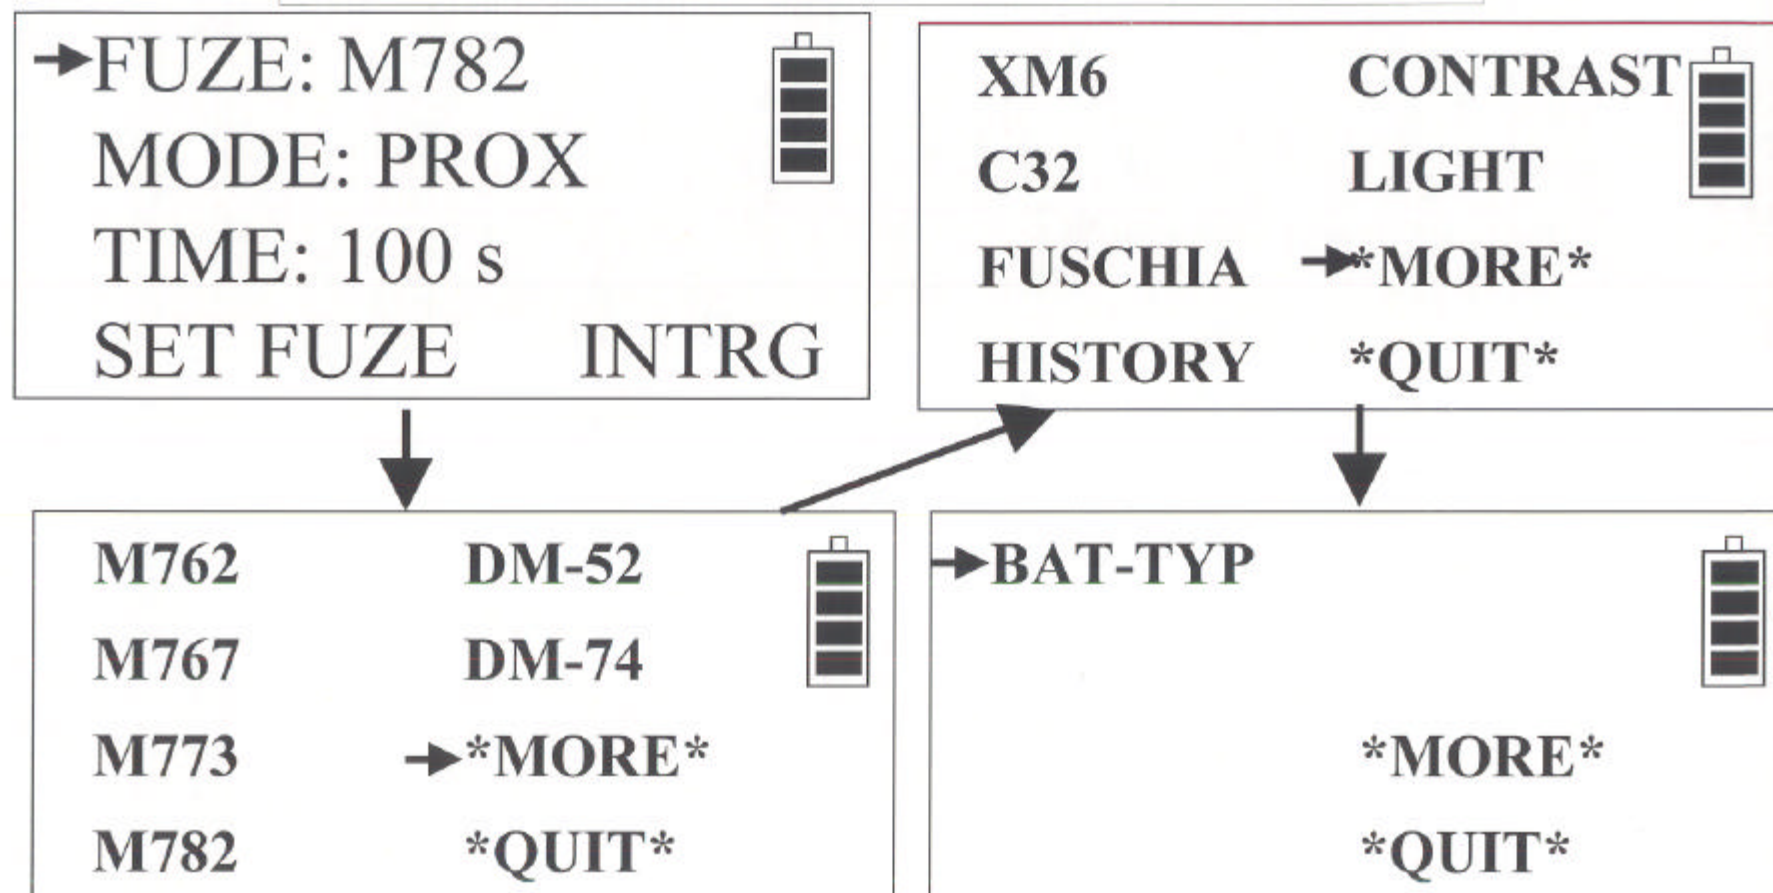 FUZE: M782
MODE: PROX
TIME: 100 s
SET FUZE INTRG
XM6 CONTRAST
C32 LIGHT
FUSCHIA *MORE*
HISTORY *QUIT*
M762 DM-52
M767 DM-74
M773 *MORE*
M782 *QUIT*
BAT-TYP
*MORE*
*QUIT*